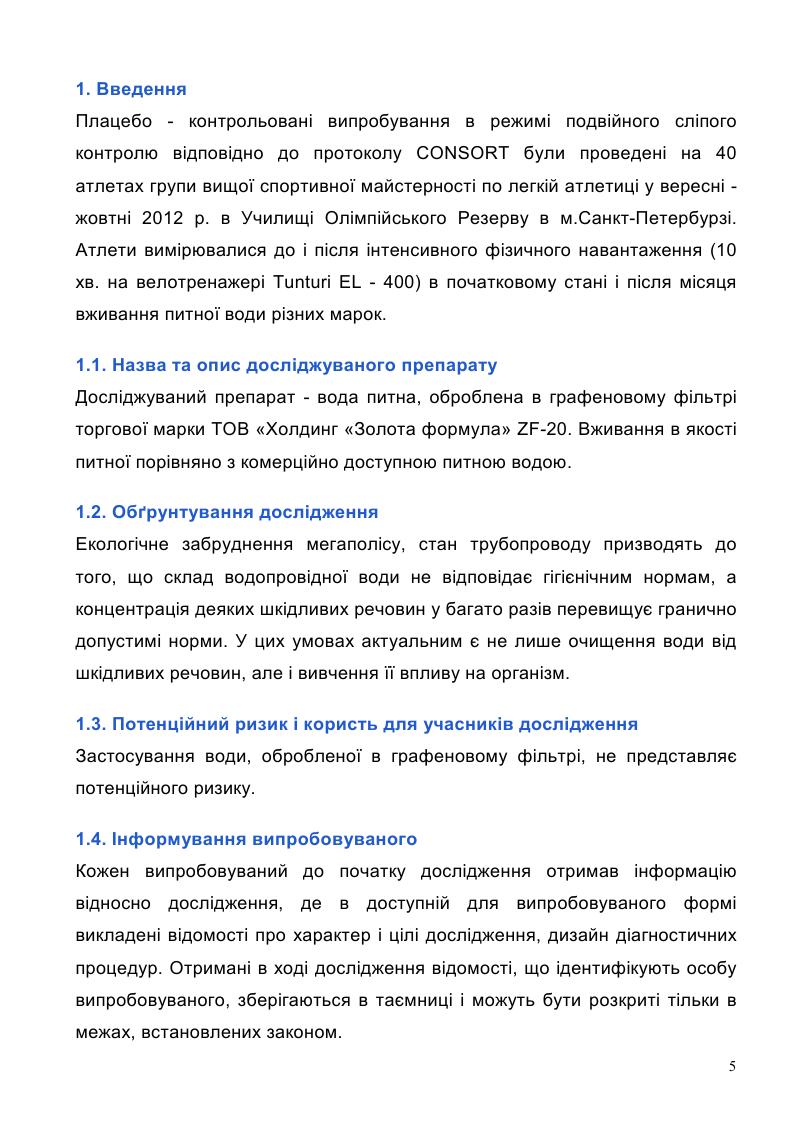 1. Введення
Плацебо - контрольовані випробування в режимі подвійного сліпого
контролю відповідно до протоколу CONSORT були проведені на 40
атлетах групи вищої спортивної майстерності по легкій атлетиці у вересні -
жовтні 2012 р. в Училищі Олімпійського Резерву в м.Санкт-Петербурзі.
Атлети вимірювалися до і після інтенсивного фізичного навантаження (10
хв. на велотренажері Tunturi EL - 400) в початковому стані і після місяця
вживання питної води різних марок.
1.1. Назва та опис досліджуваного препарату
Досліджуваний препарат - вода питна, оброблена в графеновому фільтрі
торгової марки ТОВ «Холдинг «Золота формула» ZF-20. Вживання в якості
питної порівняно з комерційно доступною питною водою.
1.2. Обґрунтування дослідження
Екологічне забруднення мегаполісу, стан трубопроводу призводять до
того, що склад водопровідної води не відповідає гігієнічним нормам, а
концентрація деяких шкідливих речовин у багато разів перевищує гранично
допустимі норми. У цих умовах актуальним є не лише очищення води від
шкідливих речовин, але і вивчення її впливу на організм.
1.3. Потенційний ризик і користь для учасників дослідження
Застосування води, обробленої в графеновому фільтрі, не представляє
потенційного ризику.
1.4. Інформування випробовуваного
Кожен випробовуваний до початку дослідження отримав інформацію
відносно дослідження, де в доступній для випробовуваного формі
викладені відомості про характер і цілі дослідження, дизайн діагностичних
процедур. Отримані в ході дослідження відомості, що ідентифікують особу
випробовуваного, зберігаються в таємниці і можуть бути розкриті тільки в
межах, встановлених законом.
5